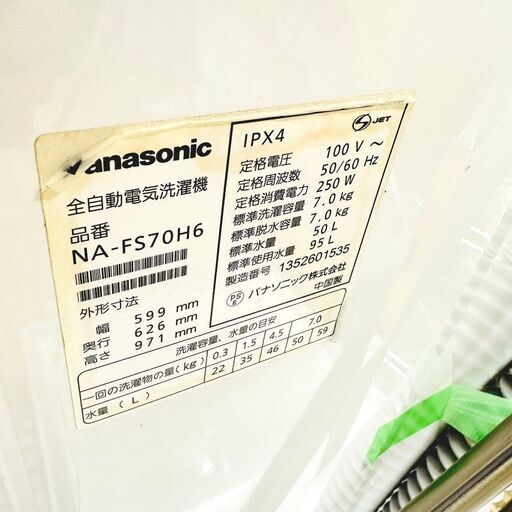 Panasonic
全自動電気洗濯機
品番
NA-FS70H6
外形寸法
幅 599 mm
奥行 626 mm
高さ 971 mm
IPX4
JET
定格電圧 100 V ～
定格周波数 50/60 Hz
定格消費電力 250 W
標準洗濯容量 7.0 kg
標準脱水容量 7.0 kg
標準水量 50 L
標準使用水量 95 L
製造番号 1352601535
PS E パナソニック株式会社
中国製
洗濯容量、水量の目安
一回の洗濯物の量(kg) 0.3 1.5 4.5 7.0
水量 (L) 22 35 46 50 59